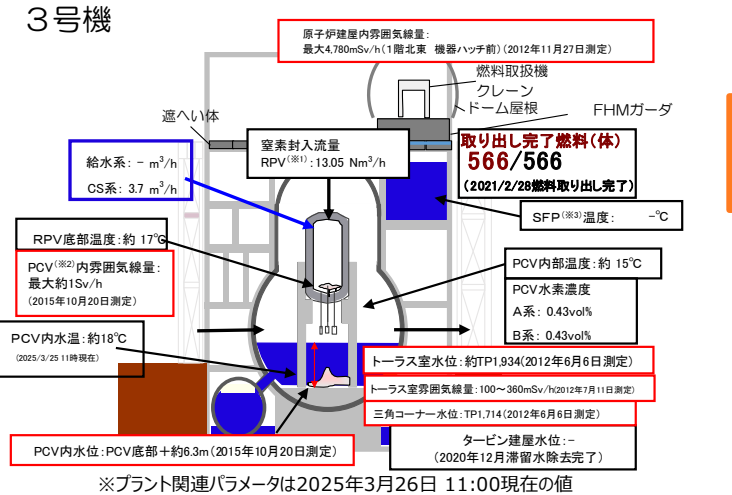 ３号機
原子炉建屋内雰囲気線量:
最大4,780mSv/h(1階北東 機器ハッチ前) (2012年11月27日測定)
燃料取扱機
クレーン
ドーム屋根
FHMガーダ
遮へい体
窒素封入流量
RPV(※1):13.05 Nm3/h
取り出し完了燃料(体)
566/566
(2021/2/28燃料取り出し完了)
給水系: － m3/h
CS系: 3.7 m3/h
SFP(※3)温度: -℃
RPV底部温度:約 17℃
PCV(※2)内雰囲気線量:
最大約1Sv/h
(2015年10月20日測定)
PCV内部温度:約 15℃
PCV水素濃度
A系: 0.43vol%
B系: 0.43vol%
PCV内水温:約18℃
(2025/3/25 11時現在)
トーラス室水位:約TP1,934(2012年6月6日測定)
トーラス室雰囲気線量:100～360mSv/h(2012年7月11日測定)
三角コーナー水位:TP1,714(2012年6月6日測定)
PCV内水位:PCV底部＋約6.3m(2015年10月20日測定)
タービン建屋水位:－
(2020年12月滞留水除去完了)
※プラント関連パラメータは2025年3月26日 11:00現在の値